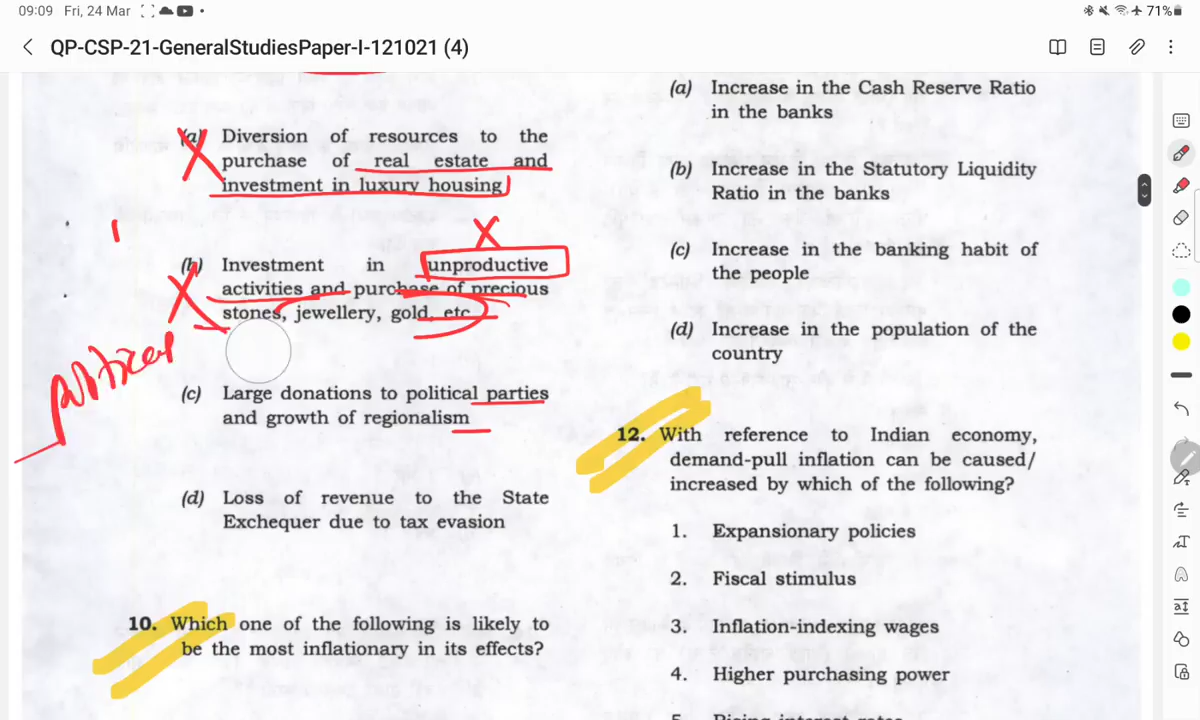 09:09 Fri, 24 Mar 71%
QP-CSP-21-GeneralStudiesPaper-I-121021 (4)
(a) Diversion of resources to the
purchase of real estate and
investment in luxury housing
(b) Investment in unproductive
activities and purchase of precious
stones, jewellery, gold, etc.
political
(c) Large donations to political parties
and growth of regionalism
(d) Loss of revenue to the State
Exchequer due to tax evasion
10. Which one of the following is likely to
be the most inflationary in its effects?
(a) Increase in the Cash Reserve Ratio
in the banks
(b) Increase in the Statutory Liquidity
Ratio in the banks
(c) Increase in the banking habit of
the people
(d) Increase in the population of the
country
12. With reference to Indian economy,
demand-pull inflation can be caused/
increased by which of the following?
1. Expansionary policies
2. Fiscal stimulus
3. Inflation-indexing wages
4. Higher purchasing power
5. Rising interest rates